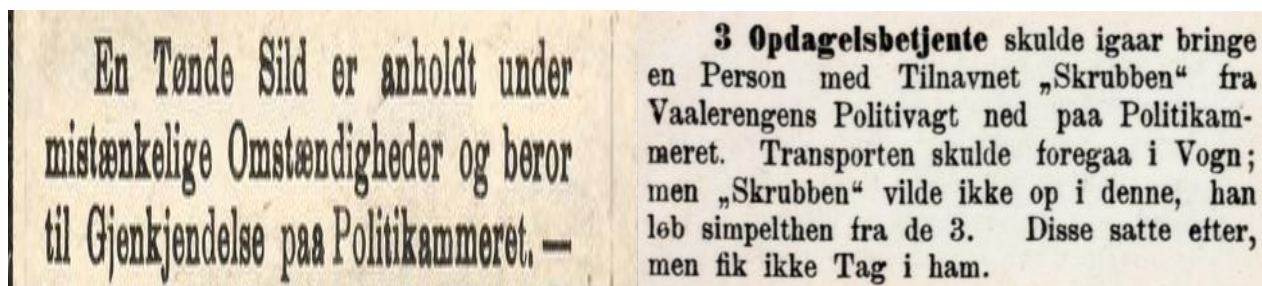 En Tønde Sild er anholdt under
mistænkelige Omstændigheder og beror
til Gjenkjendelse paa Politikammeret. —
3 Opdagelsbetjente skulde igaar bringe
en Person med Tilnavnet „Skrubben“ fra
Vaalerengens Politivagt ned paa Politikam-
meret. Transporten skulde foregaa i Vogn;
men „Skrubben“ vilde ikke op i denne, han
løb simpelthen fra de 3. Disse satte efter,
men fik ikke Tag i ham.